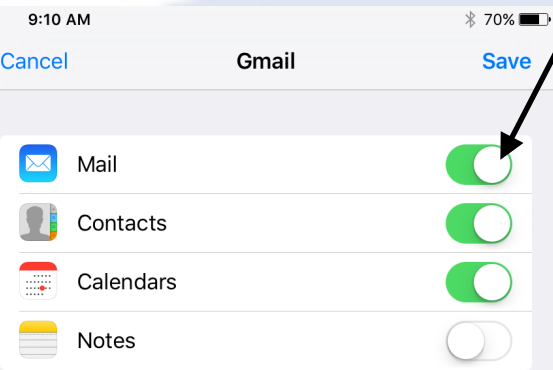 9:10 AM 70%
Cancel Gmail Save
Mail
Contacts
Calendars
Notes